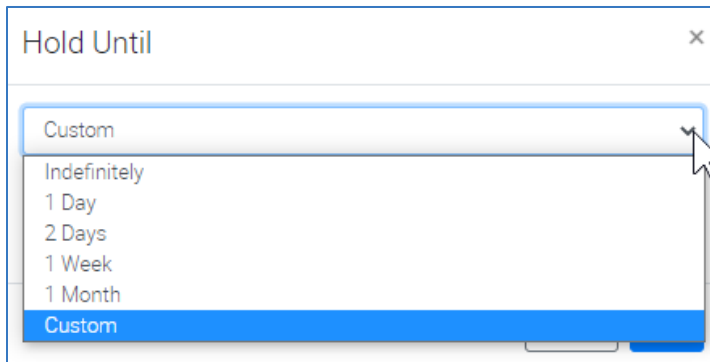 Hold Until
×
Custom
Indefinitely
1 Day
2 Days
1 Week
1 Month
Custom